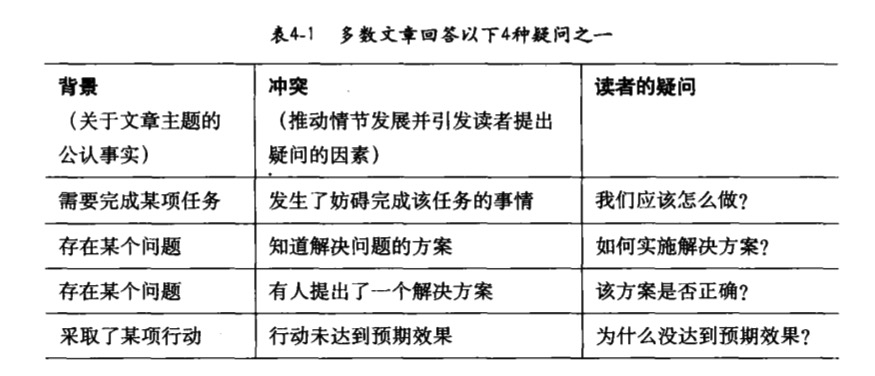 表4-1 多数文章回答以下4种疑问之一
背景 冲突 读者的疑问
（关于文章主题的 （推动情节发展并引发读者提出
公认事实） 疑问的因素）
需要完成某项任务 发生了妨碍完成该任务的事情 我们应该怎么做?
存在某个问题 知道解决问题的方案 如何实施解决方案?
存在某个问题 有人提出了一个解决方案 该方案是否正确?
采取了某项行动 行动未达到预期效果 为什么没达到预期效果?